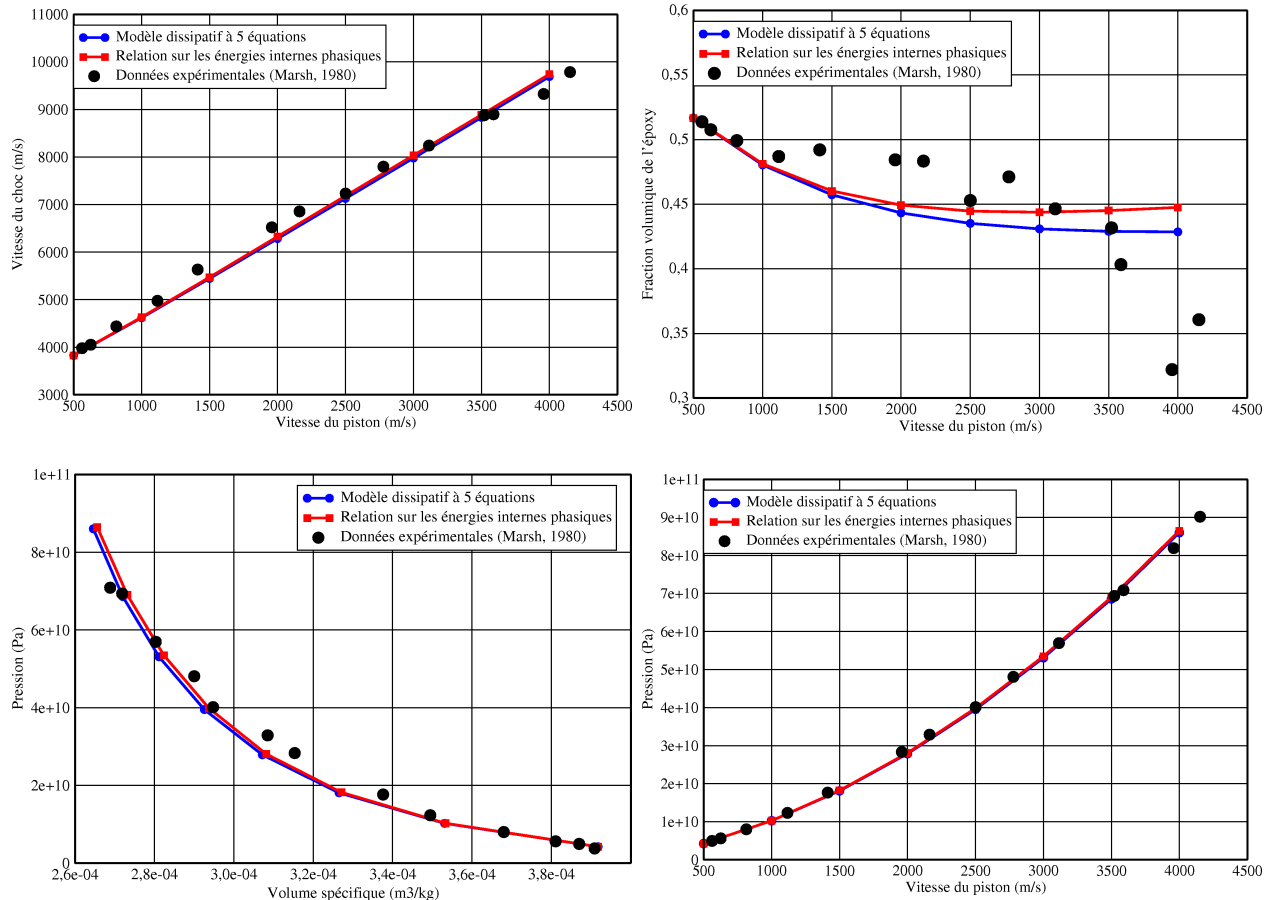 11000
10000
9000
8000
7000
6000
5000
4000
3000
Vitesse du choc (m/s)
Modèle dissipatif à 5 équations
Relation sur les énergies internes phasiques
Données expérimentales (Marsh, 1980)
500 1000 1500 2000 2500 3000 3500 4000 4500
Vitesse du piston (m/s)
0,6
0,55
0,5
0,45
0,4
0,35
0,3
Fraction volumique de l'époxy
Modèle dissipatif à 5 équations
Relation sur les énergies internes phasiques
Données expérimentales (Marsh, 1980)
500 1000 1500 2000 2500 3000 3500 4000 4500
Vitesse du piston (m/s)
1e+11
8e+10
6e+10
4e+10
2e+10
0
Pression (Pa)
Modèle dissipatif à 5 équations
Relation sur les énergies internes phasiques
Données expérimentales (Marsh, 1980)
2,6e-04 2,8e-04 3,0e-04 3,2e-04 3,4e-04 3,6e-04 3,8e-04
Volume spécifique (m3/kg)
1e+11
9e+10
8e+10
7e+10
6e+10
5e+10
4e+10
3e+10
2e+10
1e+10
0
Pression (Pa)
Modèle dissipatif à 5 équations
Relation sur les énergies internes phasiques
Données expérimentales (Marsh, 1980)
500 1000 1500 2000 2500 3000 3500 4000 4500
Vitesse du piston (m/s)